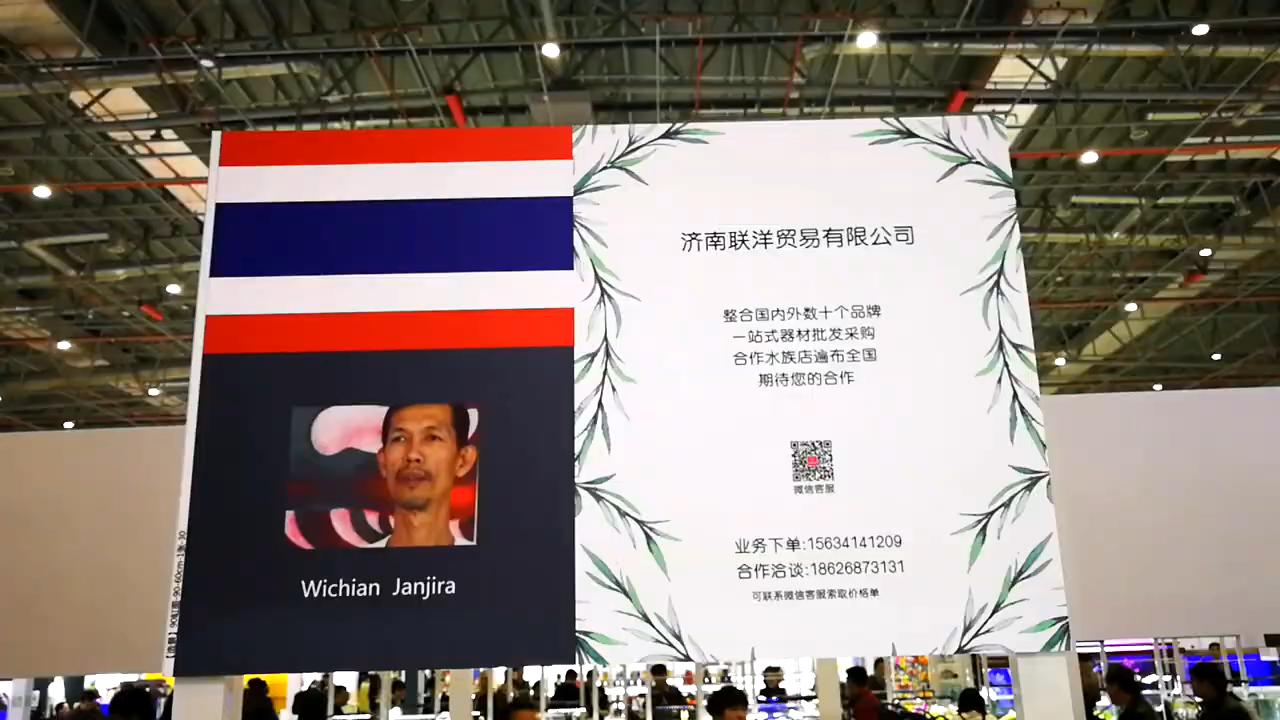 Wichian Janjira
济南联洋贸易有限公司
整合国内外数十个品牌
一站式器材批发采购
合作水族店遍布全国
期待您的合作
微信客服
业务下单:15634141209
合作洽谈:18626873131
可联系微信客服索取价格单